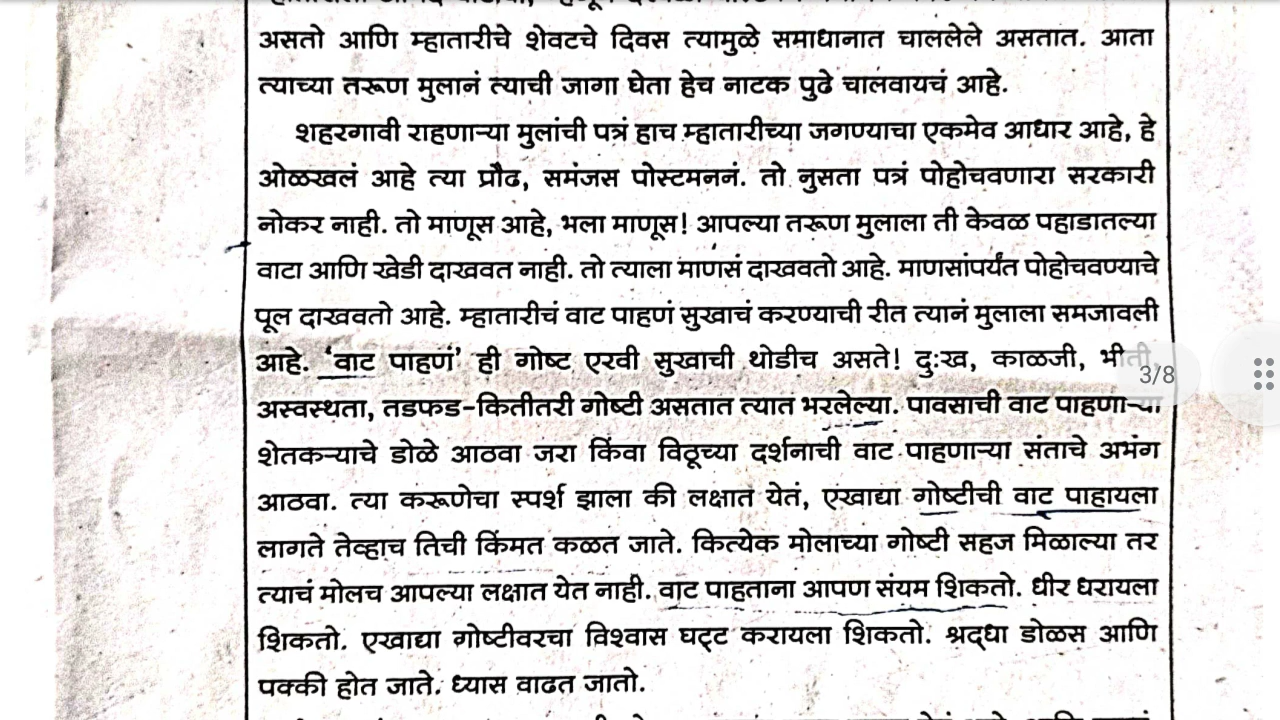 असतो आणि म्हातारीचे शेवटचे दिवस त्यामुळे समाधानात चाललेले असतात. आता
त्याच्या तरूण मुलानं त्याची जागा घेता हेच नाटक पुढे चालवायचं आहे.
शहरगावी राहणाऱ्या मुलांची पत्रं हाच म्हातारीच्या जगण्याचा एकमेव आधार आहे, हे
ओळखलं आहे त्या प्रौढ, समंजस पोस्टमननं. तो नुसता पत्रं पोहोचवणारा सरकारी
नोकर नाही. तो माणूस आहे, भला माणूस! आपल्या तरूण मुलाला ती केवळ पहाडातल्या
वाटा आणि खेडी दाखवत नाही. तो त्याला माणसं दाखवतो आहे. माणसांपर्यंत पोहोचवण्याचे
पूल दाखवतो आहे. म्हातारीचं वाट पाहणं सुखाचं करण्याची रीत त्यानं मुलाला समजावली
आहे. ‘वाट पाहणं’ ही गोष्ट एरवी सुखाची थोडीच असते! दुःख, काळजी, भीती,
3/8
अस्वस्थता, तडफड-कितीतरी गोष्टी असतात त्यात भरलेल्या. पावसाची वाट पाहणाऱ्या
शेतकऱ्याचे डोळे आठवा जरा किंवा विठूच्या दर्शनाची वाट पाहणाऱ्या संताचे अभंग
आठवा. त्या करूणेचा स्पर्श झाला की लक्षात येतं, एखाद्या गोष्टीची वाट पाहायला
लागते तेव्हाच तिची किंमत कळत जाते. कित्येक मोलाच्या गोष्टी सहज मिळाल्या तर
त्याचं मोलच आपल्या लक्षात येत नाही. वाट पाहताना आपण संयम शिकतो. धीर धरायला
शिकतो. एखाद्या गोष्टीवरचा विश्वास घट्ट करायला शिकतो. श्रद्धा डोळस आणि
पक्की होत जाते. ध्यास वाढत जातो.